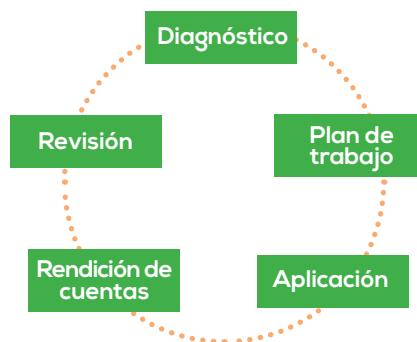 Diagnóstico
Plan de
trabajo
Aplicación
Rendición de
cuentas
Revisión